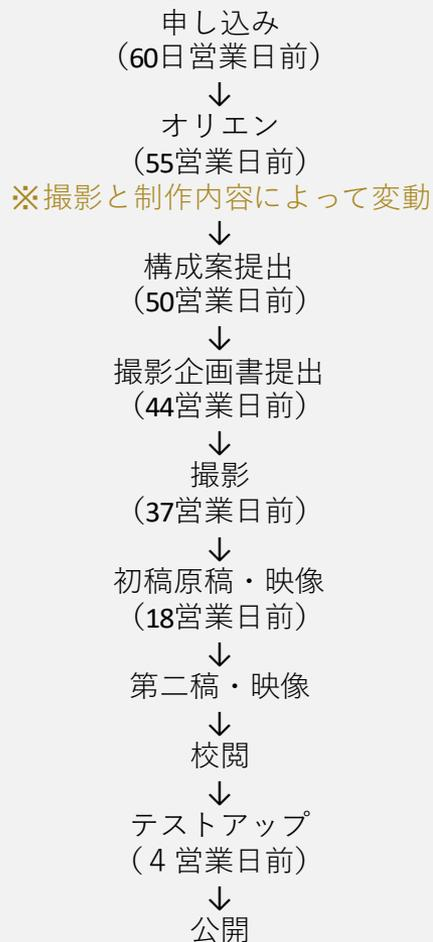 申し込み
（60日営業日前）
↓
オリエン
（55営業日前）
※撮影と制作内容によって変動
↓
構成案提出
（50営業日前）
↓
撮影企画書提出
（44営業日前）
↓
撮影
（37営業日前）
↓
初稿原稿・映像
（18営業日前）
↓
第二稿・映像
↓
校閲
↓
テストアップ
（４営業日前）
↓
公開